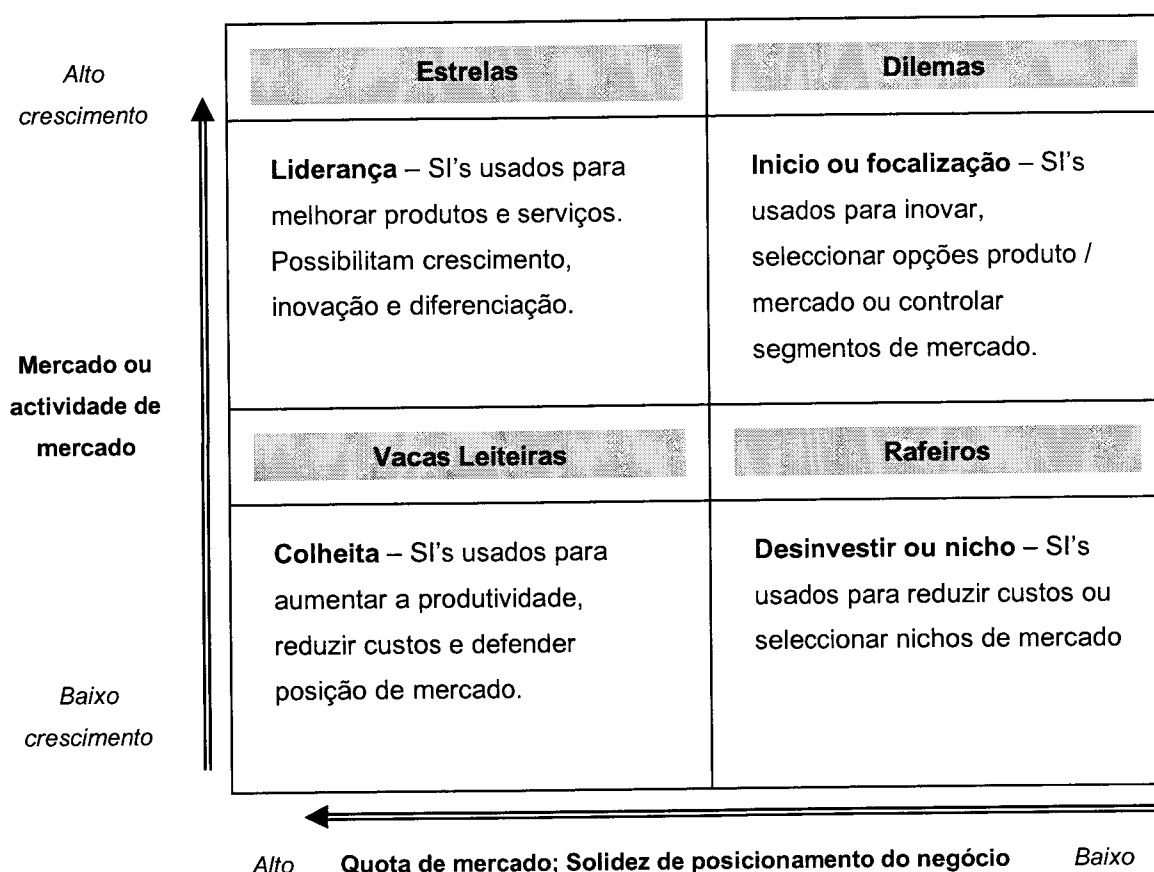 Alto
crescimento
Estrelas
Dilemas
Liderança – SI's usados para
melhorar produtos e serviços.
Possibilitam crescimento,
inovação e diferenciação.
Inicio ou focalização – SI's
usados para inovar,
seleccionar opções produto /
mercado ou controlar
segmentos de mercado.
Mercado ou
actividade de
mercado
Vacas Leiteiras
Rafeiros
Colheita – SI's usados para
aumentar a produtividade,
reduzir custos e defender
posição de mercado.
Desinvestir ou nicho – SI's
usados para reduzir custos ou
seleccionar nichos de mercado
Baixo
crescimento
Alto Quota de mercado; Solidez de posicionamento do negócio Baixo